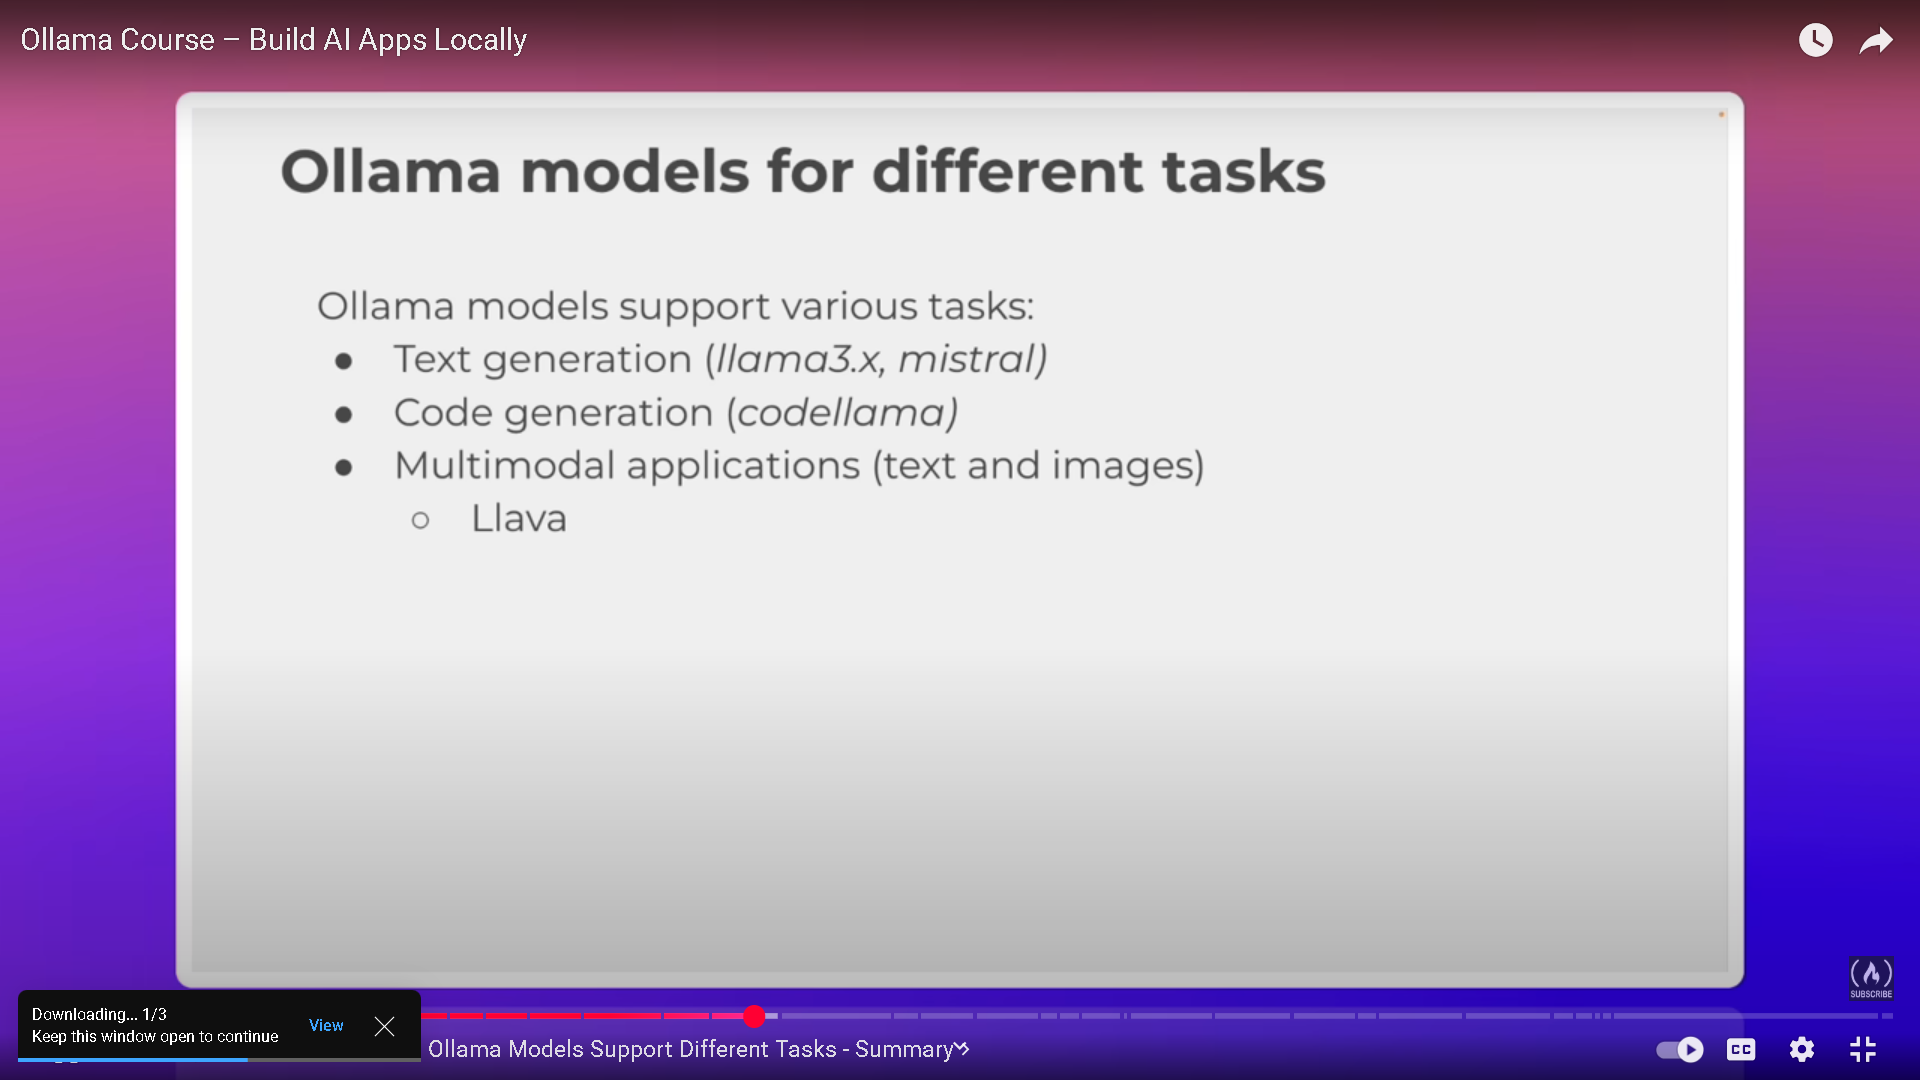 Ollama Course – Build AI Apps Locally
Ollama models for different tasks
Ollama models support various tasks:
● Text generation (llama3.x, mistral)
● Code generation (codellama)
● Multimodal applications (text and images)
○ Llava
SUBSCRIBE
Downloading... 1/3
Keep this window open to continue
View
Ollama Models Support Different Tasks - Summary
CC